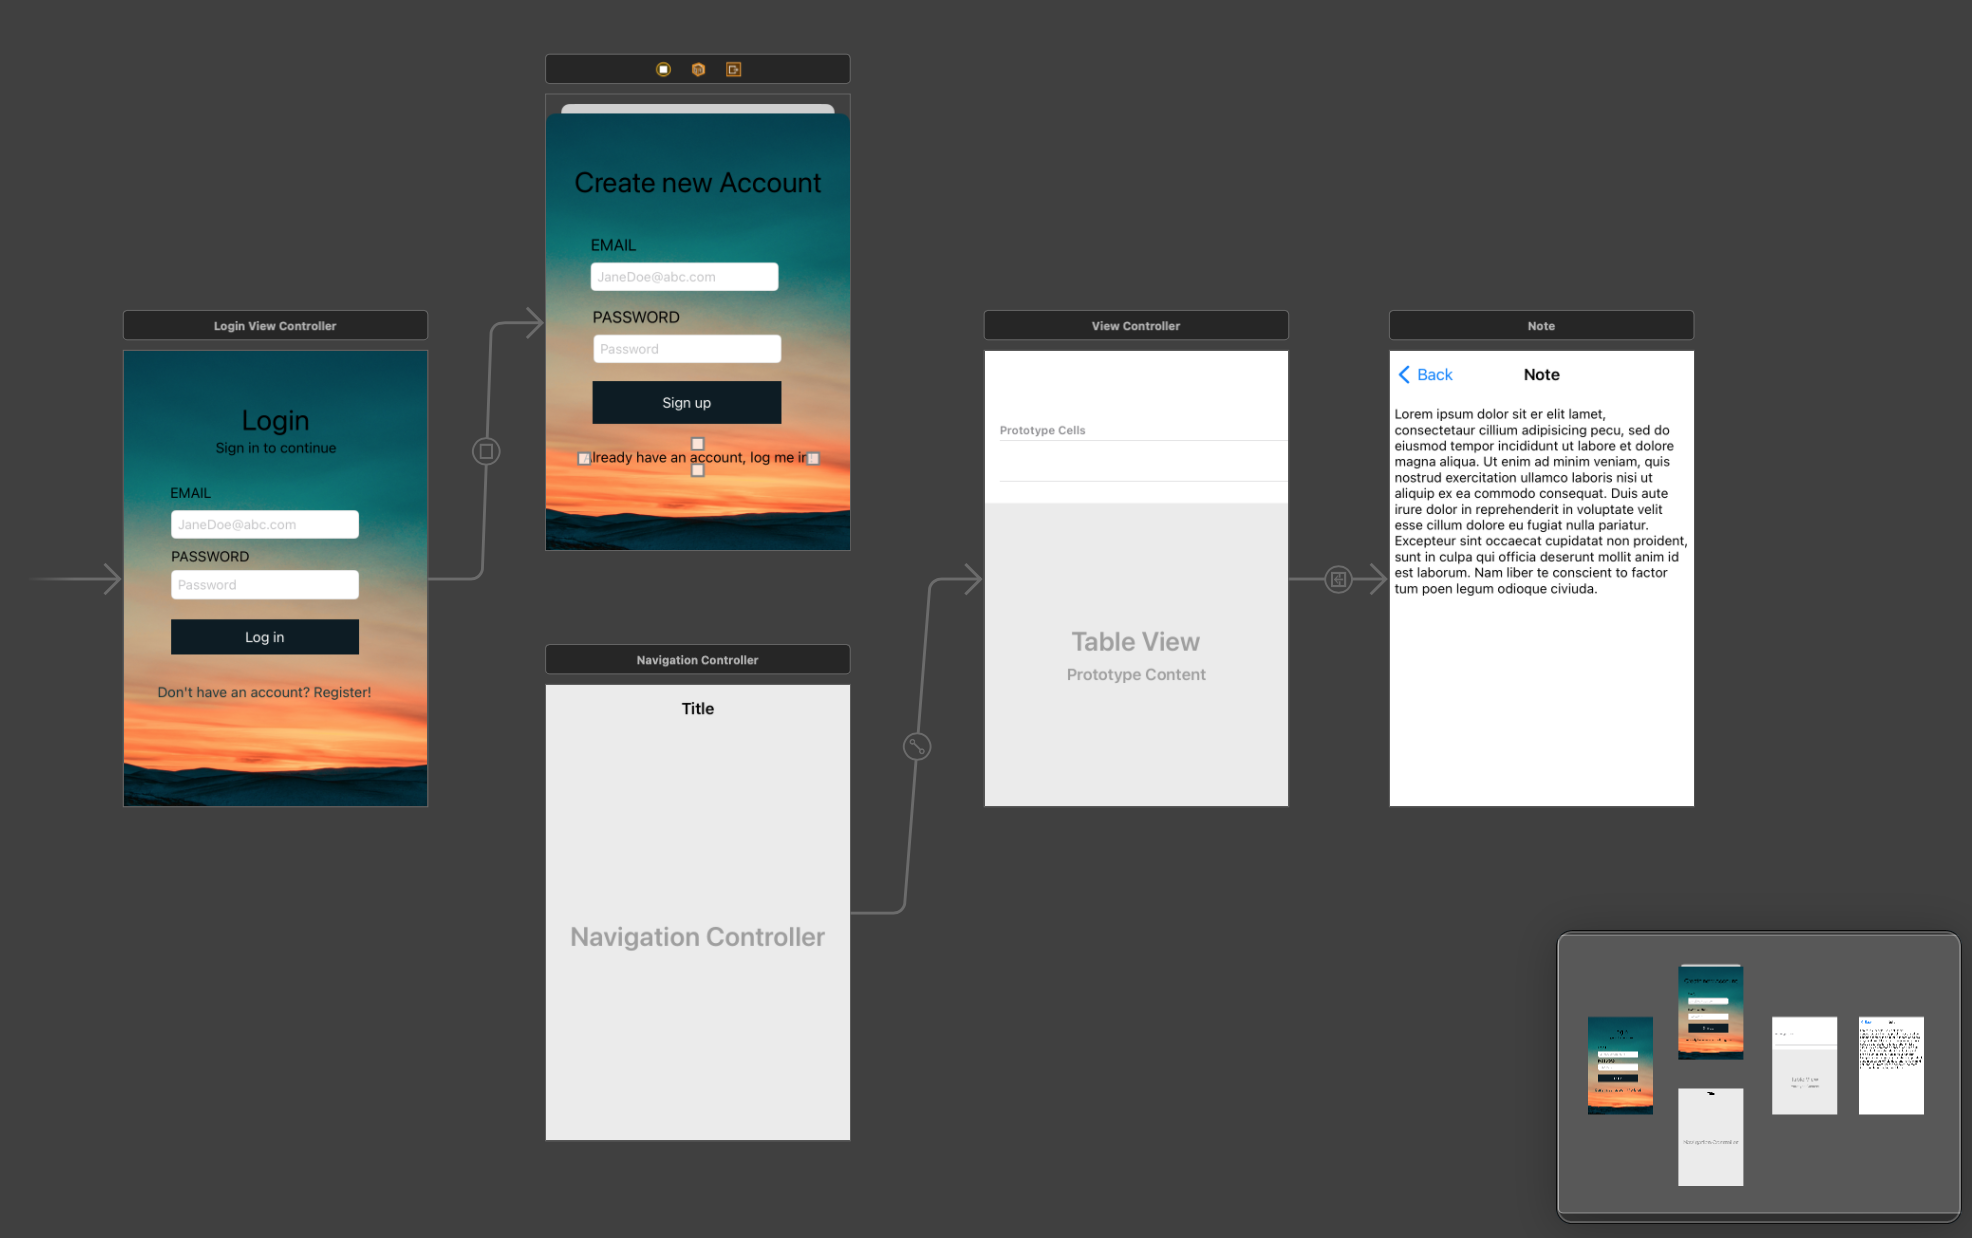 Create new Account
EMAIL
JaneDoe@abc.com
PASSWORD
Password
Sign up
Already have an account, log me in!
Login View Controller
Login
Sign in to continue
EMAIL
JaneDoe@abc.com
PASSWORD
Password
Log in
Don't have an account? Register!
Navigation Controller
Title
Navigation Controller
View Controller
Prototype Cells
Table View
Prototype Content
Note
Back
Note
Lorem ipsum dolor sit er elit lamet,
consectetaur cillium adipisicing pecu, sed do
eiusmod tempor incididunt ut labore et dolore
magna aliqua. Ut enim ad minim veniam, quis
nostrud exercitation ullamco laboris nisi ut
aliquip ex ea commodo consequat. Duis aute
irure dolor in reprehenderit in voluptate velit
esse cillum dolore eu fugiat nulla pariatur.
Excepteur sint occaecat cupidatat non proident,
sunt in culpa qui officia deserunt mollit anim id
est laborum. Nam liber te conscient to factor
tum poen legum odioque civiuda.